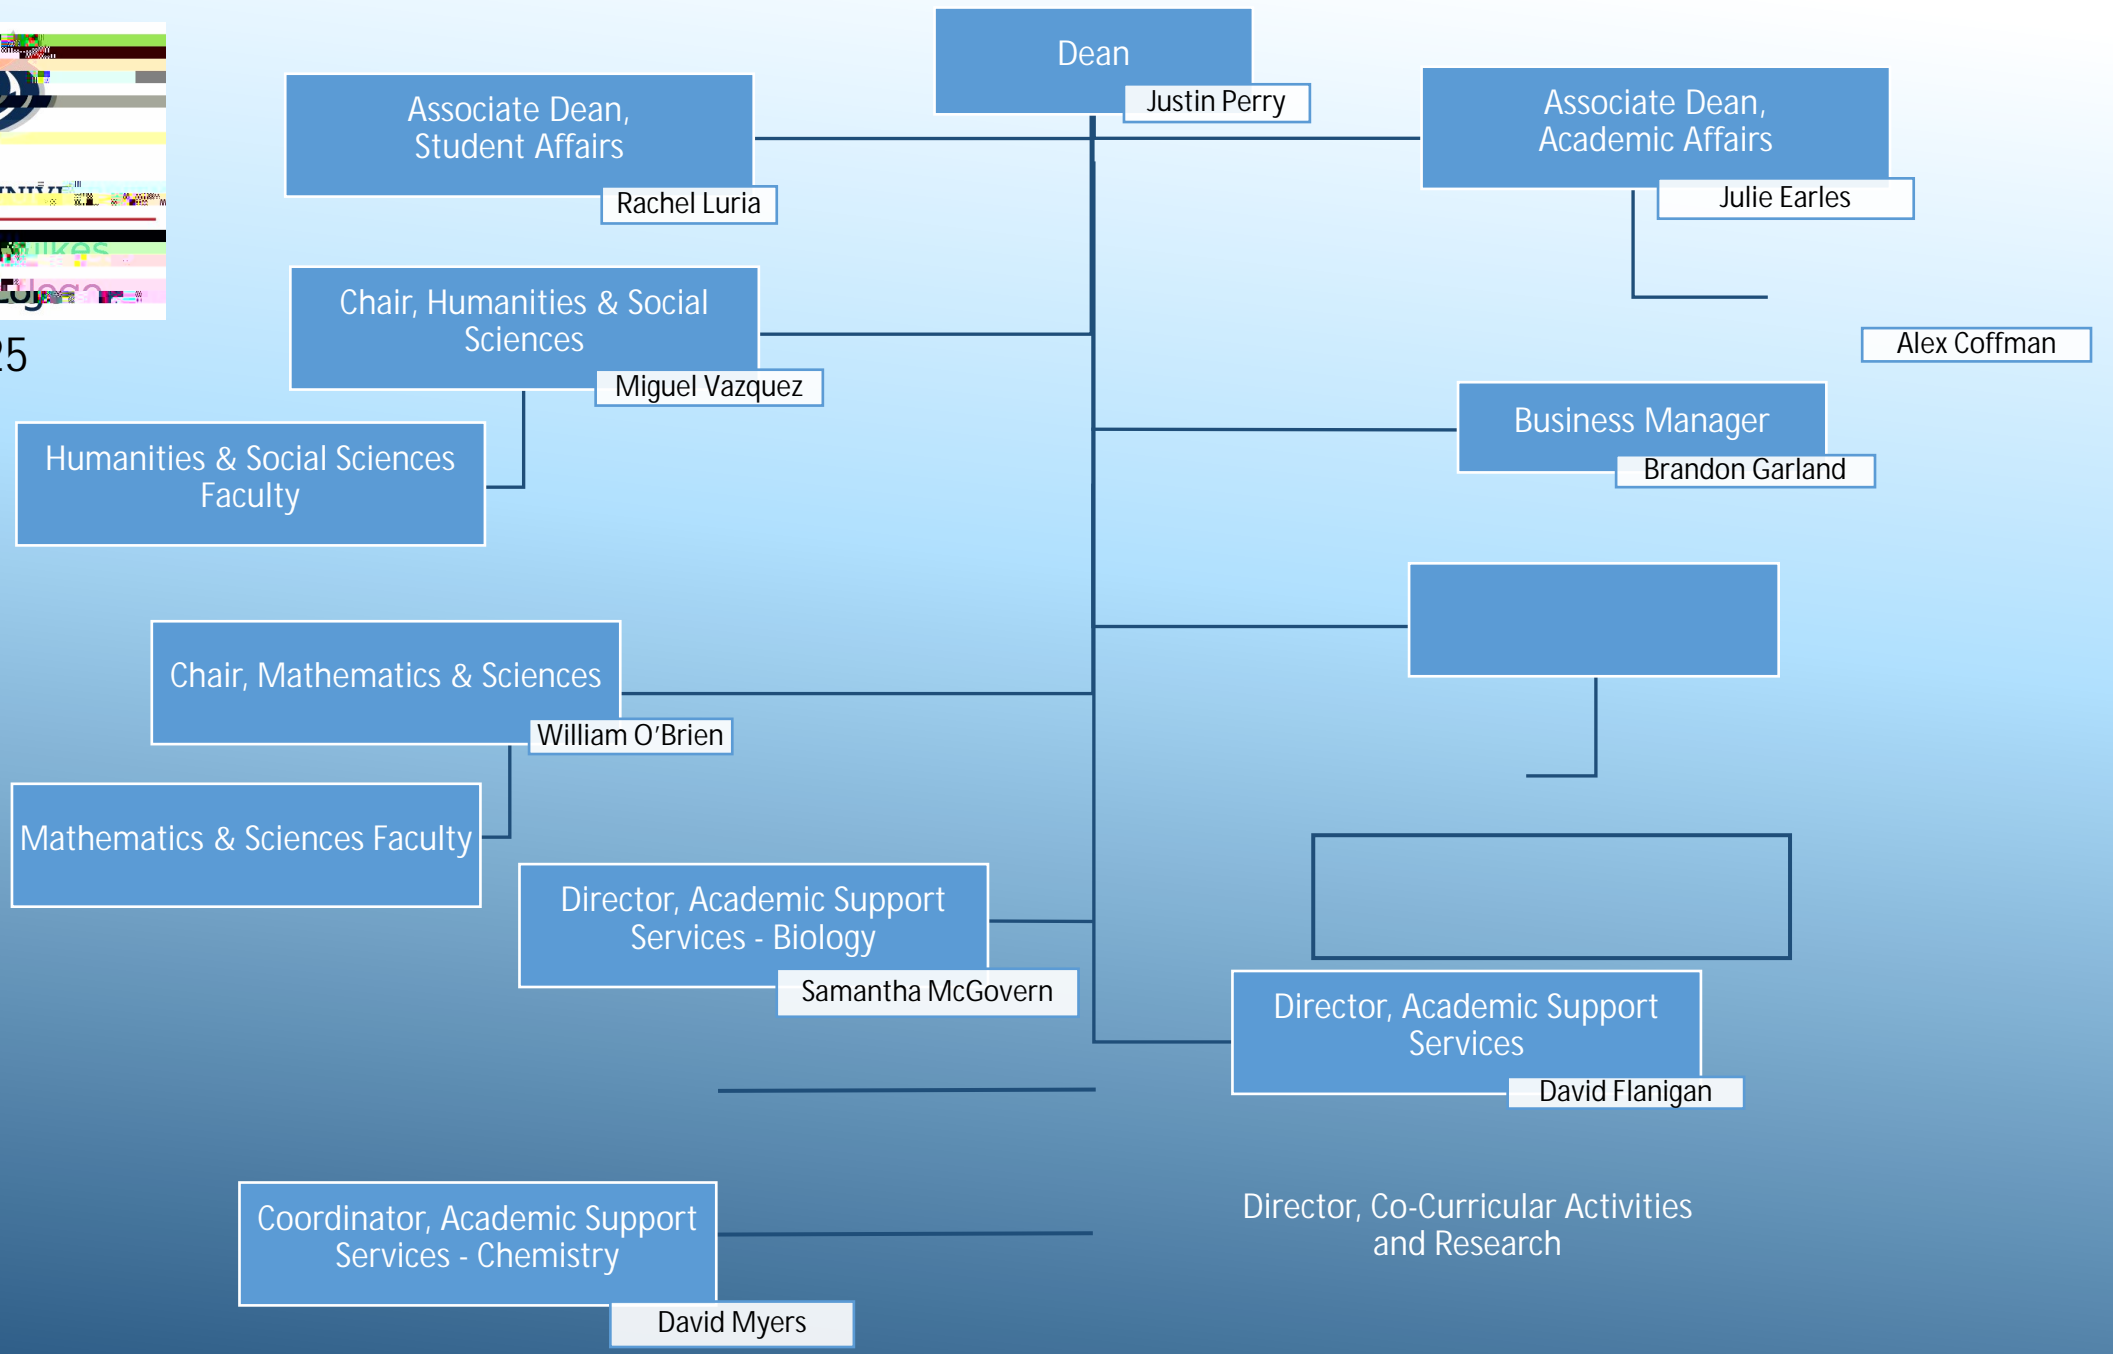 Dean
Justin Perry
Associate Dean,
Student Affairs
Rachel Luria
Associate Dean,
Academic Affairs
Julie Earles
Chair, Humanities & Social
Sciences
Miguel Vazquez
Alex Coffman
25
Business Manager
Brandon Garland
Humanities & Social Sciences
Faculty
Chair, Mathematics & Sciences
William O'Brien
Mathematics & Sciences Faculty
Director, Academic Support
Services - Biology
Samantha McGovern
Director, Academic Support
Services
David Flanigan
Coordinator, Academic Support
Services - Chemistry
David Myers
Director, Co-Curricular Activities
and Research